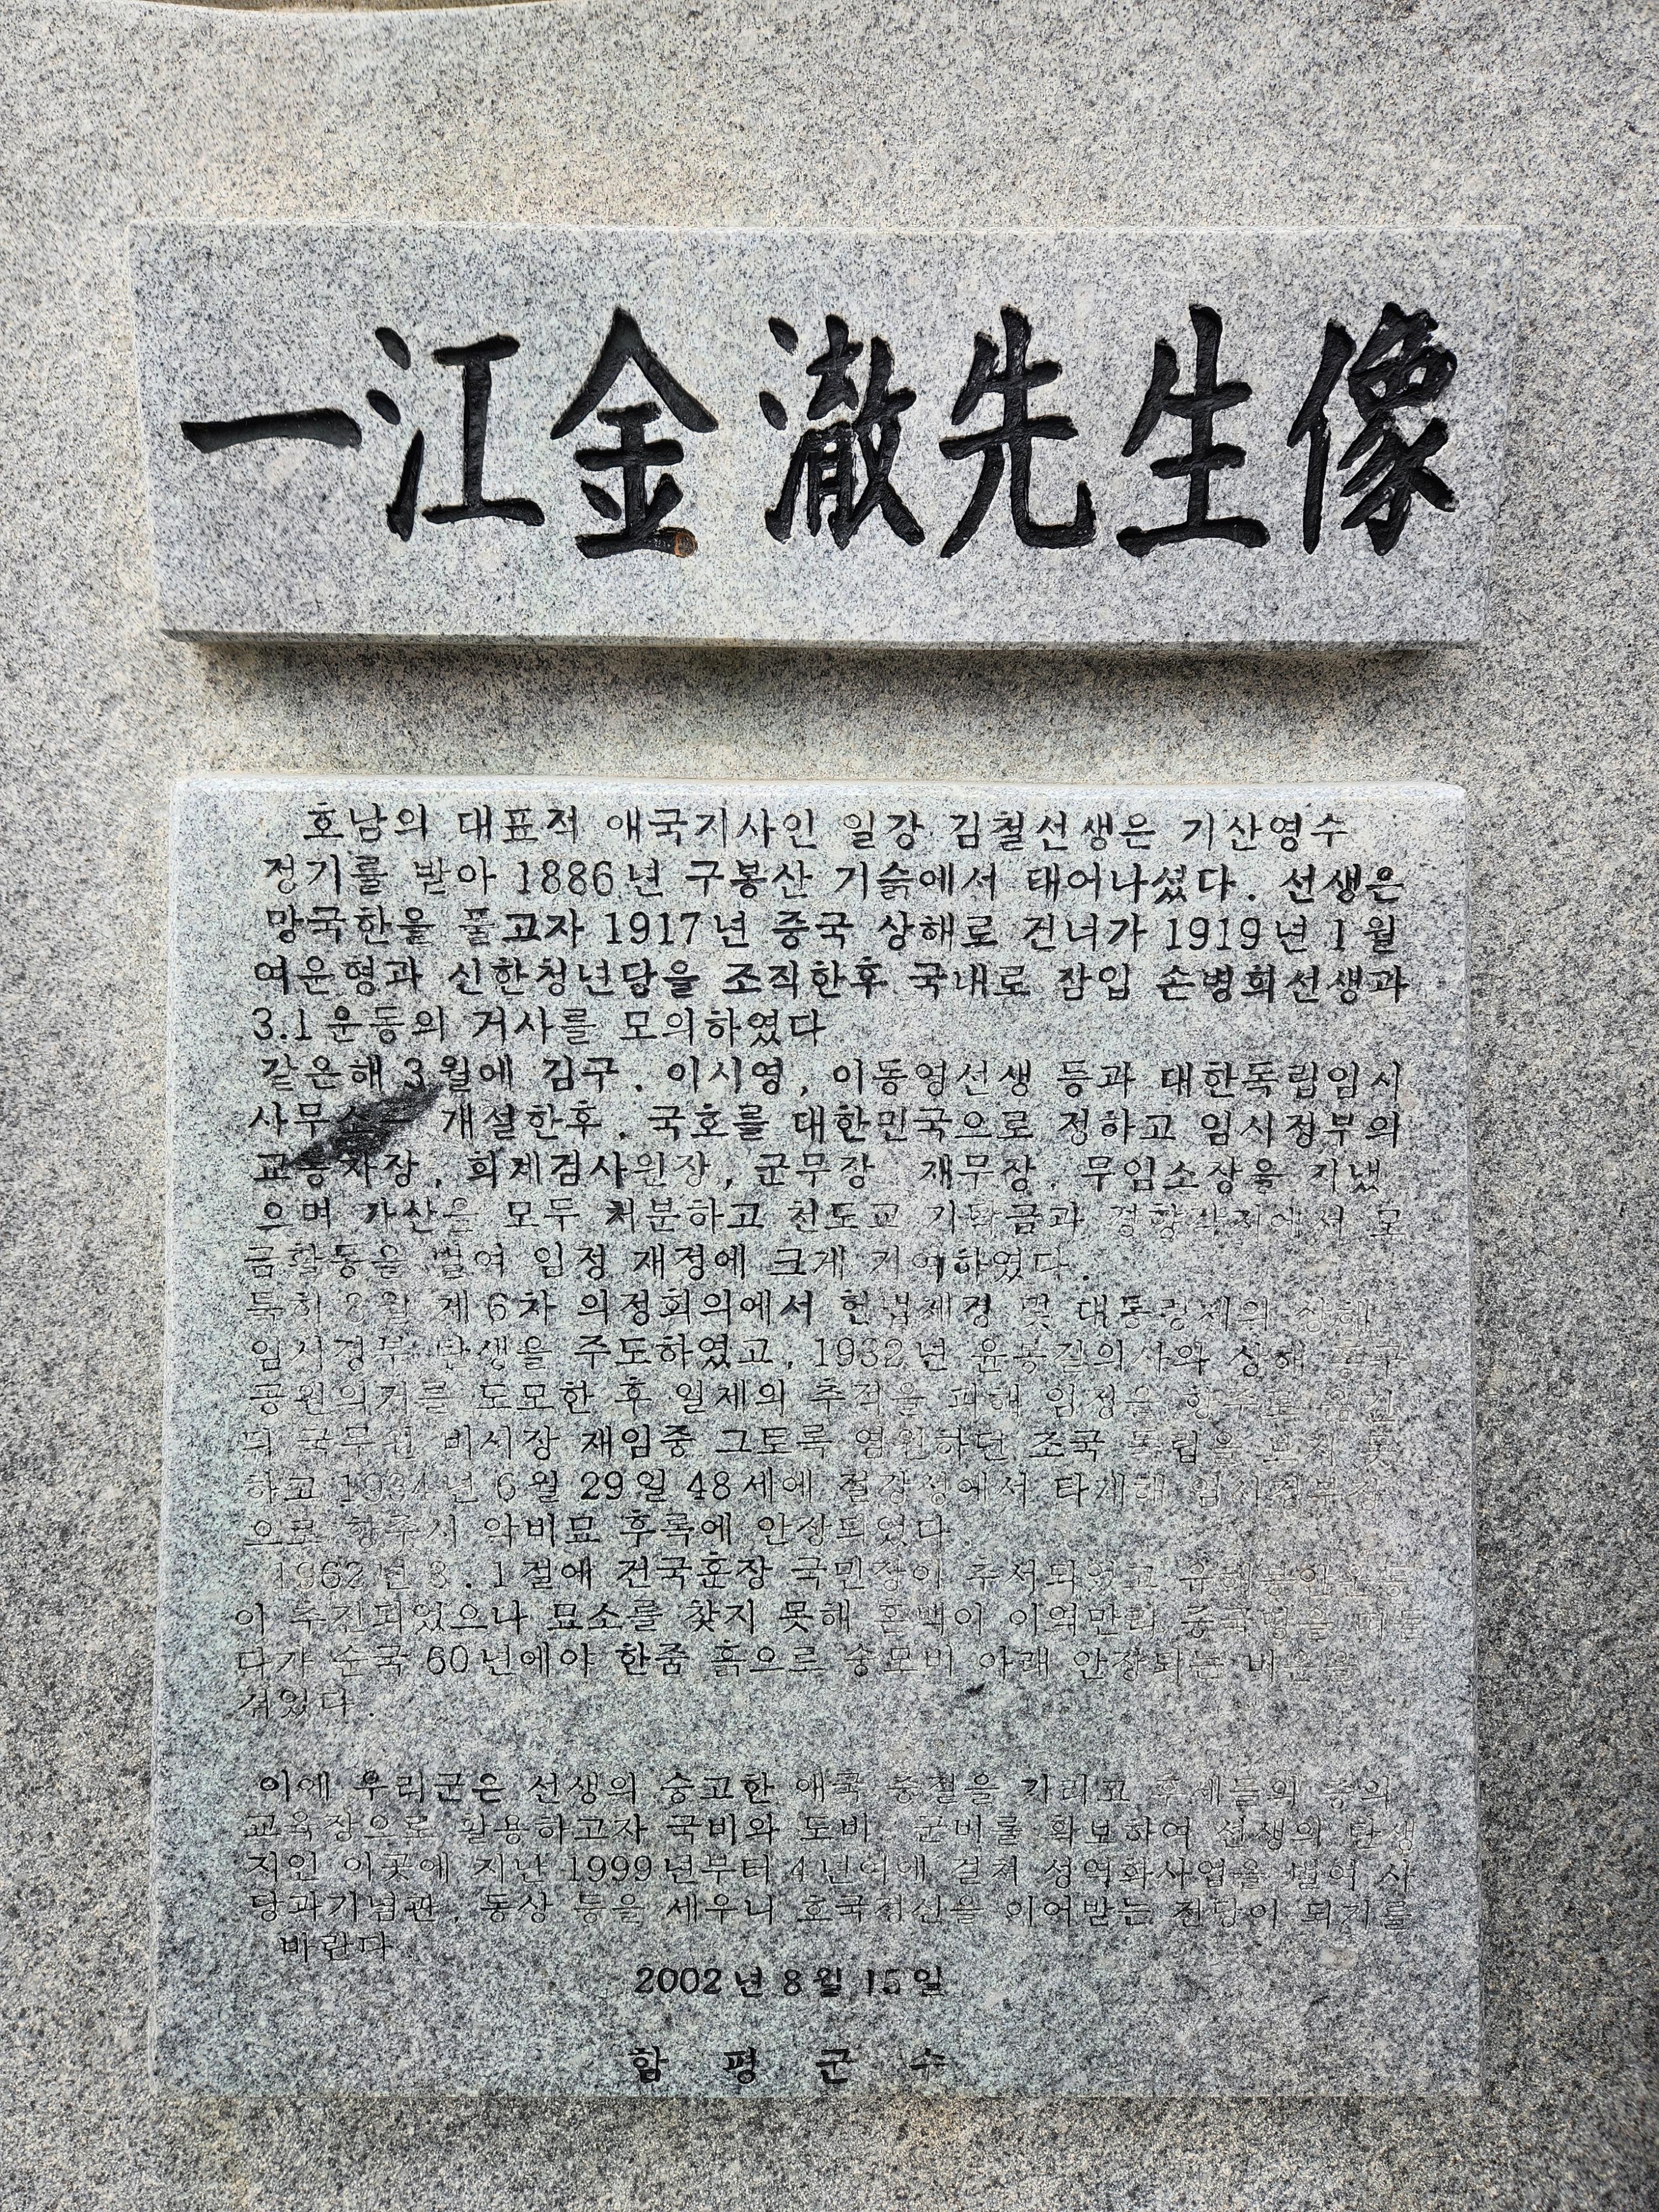 一江金澈先生像
호남의 대표적 애국지사인 일강 김철선생은 기산영수
정기를 받아 1886년 구봉산 기슭에서 태어나셨다. 선생은
망국한을 풀고자 1917년 중국 상해로 건너가 1919년 1월
여운형과 신한청년당을 조직한후 국내로 잠입 손병희선생과
3.1운동의 거사를 모의하였다
같은해 3월에 김구. 이시영, 이동영선생 등과 대한독립임시
개설한후, 국호를 대한민국으로 정하고 임시정부의
회계검사원장, 군무장 재무장, 무임소장을 지냈
으며 가산을 모두 처분하고 천도교 기탁금과 경향각지에서 모
금활동을 벌여 임정 재정에 크게 기여하였다.
특히 8월 제6차 의정회의에서 헌법제정 및 대통령제의 상해
임시정부 탄생을 주도하였고, 1932년 윤봉길의사와 상해 홍구
공원의거를 도모한 후 일제의 추적을 피해 임정을 항주로 옮긴
뒤 국무원 비서장 재임중 그토록 염원하던 조국 독립을 보지 못
하고 1934년 6월 29일 48세에 절강성에서 타계해
으로 항주시 악비묘 후록에 안장되었다.
1962년 3.1절에 건국훈장 국민장이 추서되었고
이 추진되었으나 묘소를 찾지 못해 혼백이 이역만리 중국땅을
다가 순국 60년에야 한줌 흙으로 숭모비 아래 안장되는 비운을
겪었다.
이에 우리군은 선생의 숭고한 애국 충절을 기리고 후세들의 충의
교육장으로 활용하고자 국비와 도비, 군비를 확보하여 선생의 탄생
지인 이곳에 지난 1999년부터 4년여에 걸쳐 성역화사업을 벌여 사
당과기념관, 동상 등을 세우니 호국정신을 이어받는 전당이 되기를
바란다.
2002년 8월 15일
함 평 군 수